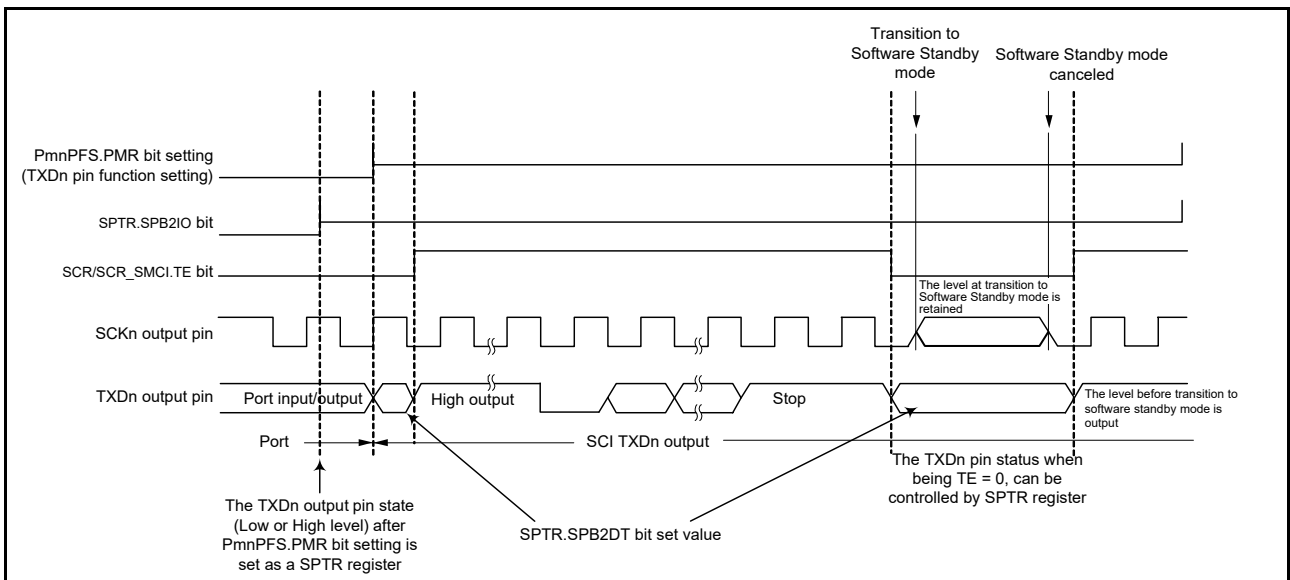 Transition to
Software Standby
mode
Software Standby mode
canceled
PmnPFS.PMR bit setting
(TXDn pin function setting)
SPTR.SPB2IO bit
SCR/SCR_SMCI.TE bit
The level at transition to
Software Standby mode is
retained
SCKn output pin
TXDn output pin
Port input/output
High output
Stop
The level before transition to
software standby mode is
output
Port
SCI TXDn output
The TXDn pin status when
being TE = 0, can be
controlled by SPTR register
The TXDn output pin state
(Low or High level) after
PmnPFS.PMR bit setting is
set as a SPTR register
SPTR.SPB2DT bit set value